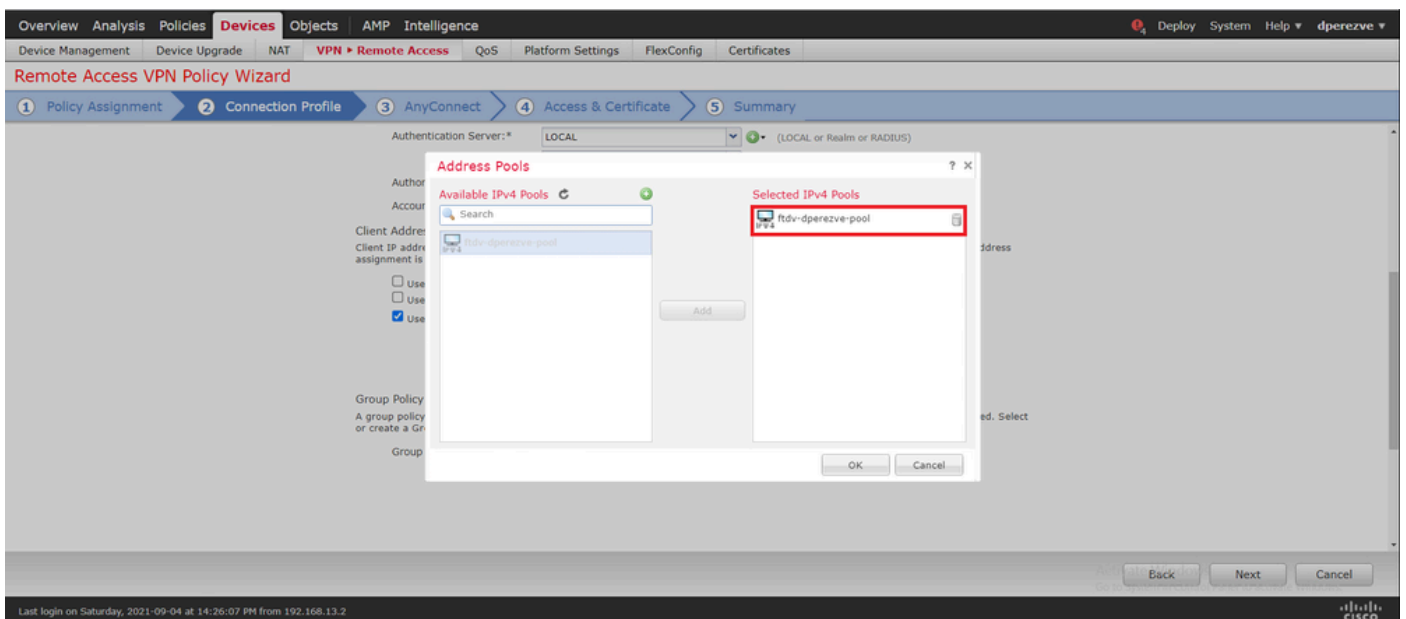 Overview Analysis Policies Devices Objects AMP Intelligence 4 Deploy System Help dperezve
Device Management Device Upgrade NAT VPN ▸ Remote Access QoS Platform Settings FlexConfig Certificates
Remote Access VPN Policy Wizard
1 Policy Assignment 2 Connection Profile 3 AnyConnect 4 Access & Certificate 5 Summary
Authentication Server:* LOCAL (LOCAL or Realm or RADIUS)
Address Pools ? ×
Author
Available IPv4 Pools Selected IPv4 Pools
Accour
Search
ftdv-dperezve-pool
IPv4
Client Addres
ftdv-dperezve-pool
IPv4
Client IP addre ddress
assignment is
Use
Use
Add
Use
Group Policy
A group policy ed. Select
or create a Gr
Group
OK Cancel
Back Next Cancel
Last login on Saturday, 2021-09-04 at 14:26:07 PM from 192.168.13.2
CISCO